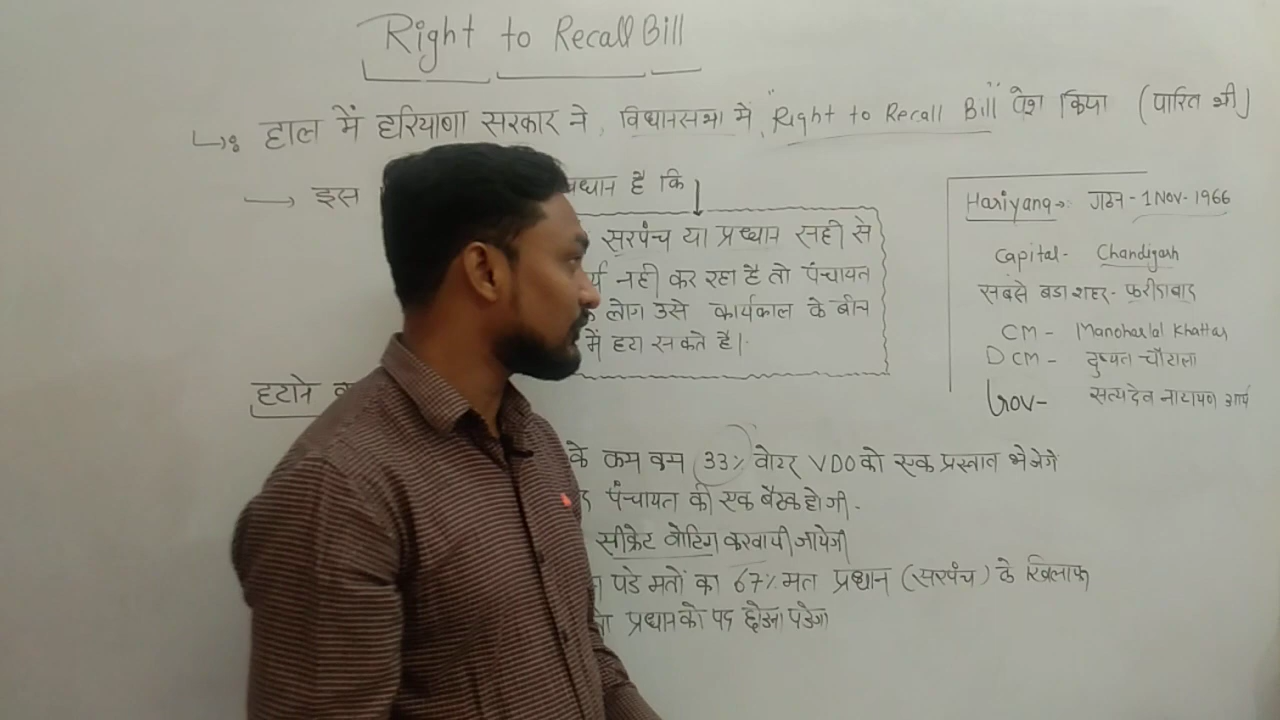 Right to Recall Bill
हाल में हरियाणा सरकार ने, विधानसभा में "Right to Recall Bill" पेश किया (पारित भी)
इस है कि
सरपंच या प्रधान सही से
नही कर रहा है तो पंचायत
लोग उसे कार्यकाल के बीच
में हटा सकते है।
हटाने
के कम कम 33% वोटर VDO को एक प्रस्ताव भेजेगे
पंचायत की एक बैठक होगी.
सीक्रेट वोटिंग करवायी जायेगी
पडे मतों का 67% मत प्रधान (सरपंच) के खिलाफ
प्रधान को पद छोडना पडेगा
Hariyana → गठन - 1 Nov - 1966
Capital - Chandigarh
सबसे बडा शहर - फरीदाबाद
CM - Manoharlal Khattar
DCM - दुष्यंत चौटाला
Gov - सत्यदेव नारायण आर्य